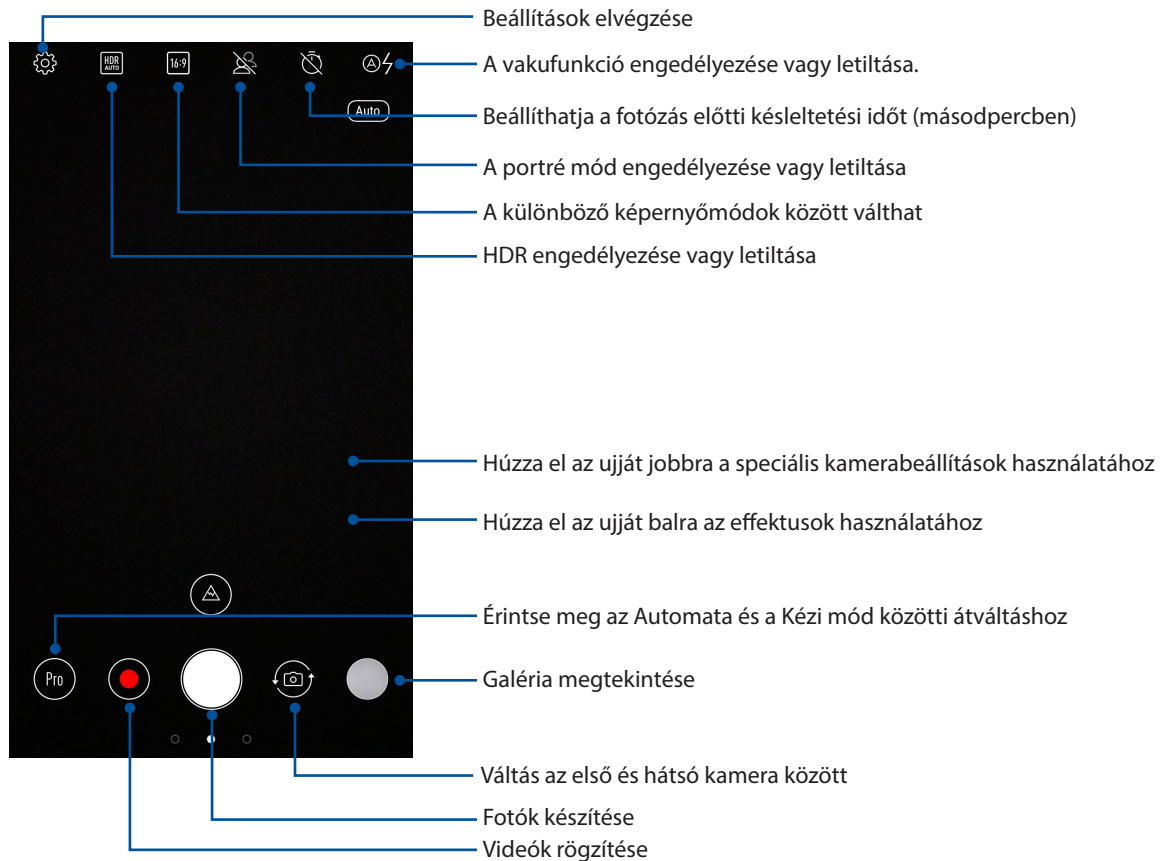 Beállítások elvégzése
HDR
AUTO
16:9
A
A vakufunkció engedélyezése vagy letiltása.
Auto
Beállíthatja a fotózás előtti késleltetési időt (másodpercben)
A portré mód engedélyezése vagy letiltása
A különböző képernyőmódok között válthat
HDR engedélyezése vagy letiltása
Húzza el az ujját jobbra a speciális kamerabeállítások használatához
Húzza el az ujját balra az effektusok használatához
Érintse meg az Automata és a Kézi mód közötti átváltáshoz
Pro
Galéria megtekintése
Váltás az első és hátsó kamera között
Fotók készítése
Videók rögzítése